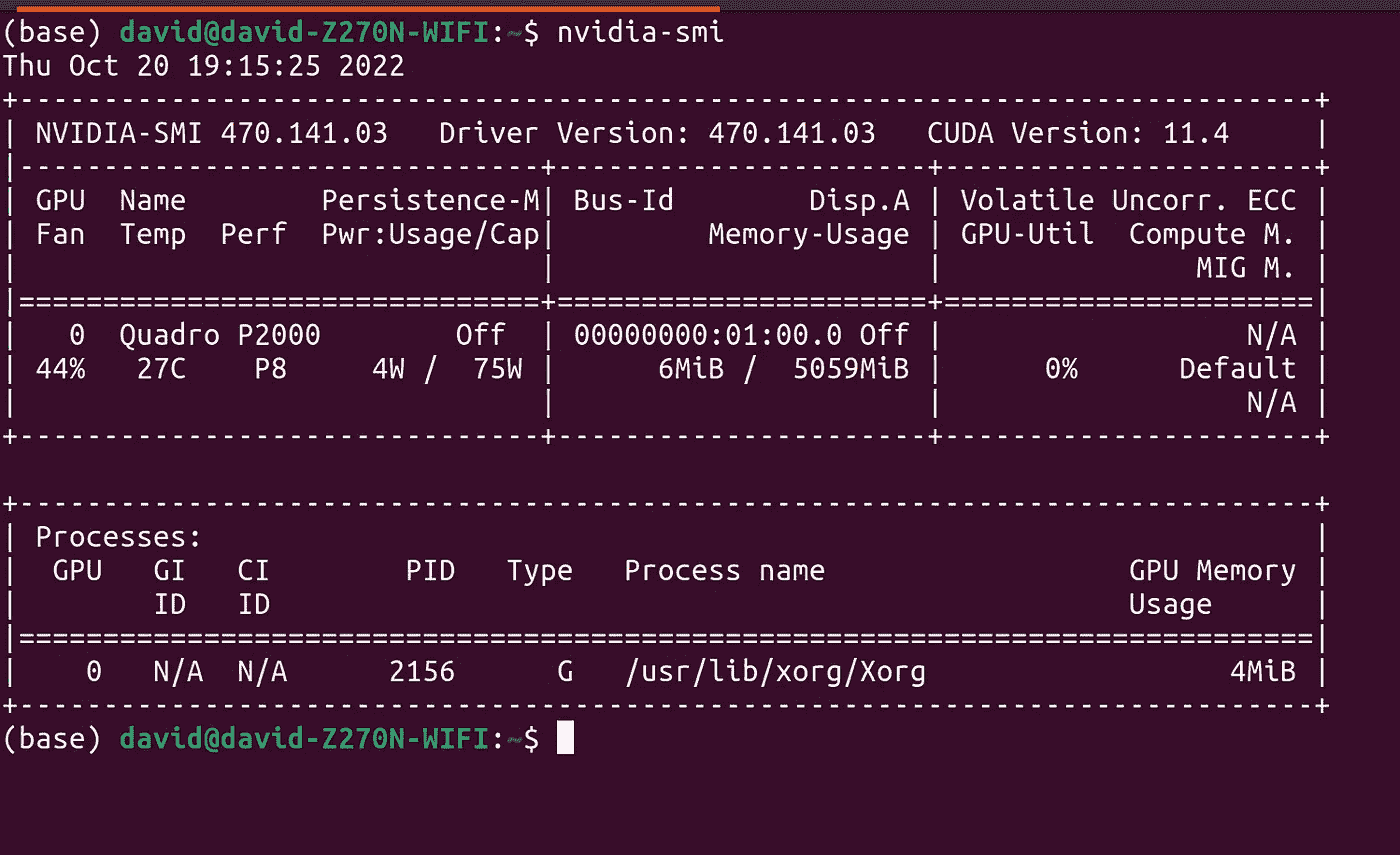 (base) david@david-Z270N-WIFI:~$ nvidia-smi
Thu Oct 20 19:15:25 2022
+-----------------------------------------------------------------------------+
| NVIDIA-SMI 470.141.03   Driver Version: 470.141.03   CUDA Version: 11.4     |
|-------------------------------+----------------------+----------------------+
| GPU  Name        Persistence-M| Bus-Id        Disp.A | Volatile Uncorr. ECC |
| Fan  Temp  Perf  Pwr:Usage/Cap|         Memory-Usage | GPU-Util  Compute M. |
|                               |                      |               MIG M. |
|===============================+======================+======================|
|   0  Quadro P2000        Off  | 00000000:01:00.0 Off |                  N/A |
| 44%   27C    P8     4W /  75W |      6MiB /  5059MiB |      0%      Default |
|                               |                      |                  N/A |
+-------------------------------+----------------------+----------------------+
+-----------------------------------------------------------------------------+
| Processes:                                                                  |
|  GPU   GI   CI        PID   Type   Process name                  GPU Memory |
|        ID   ID                                                   Usage      |
|=============================================================================|
|    0   N/A  N/A      2156      G   /usr/lib/xorg/Xorg                  4MiB |
+-----------------------------------------------------------------------------+
(base) david@david-Z270N-WIFI:~$